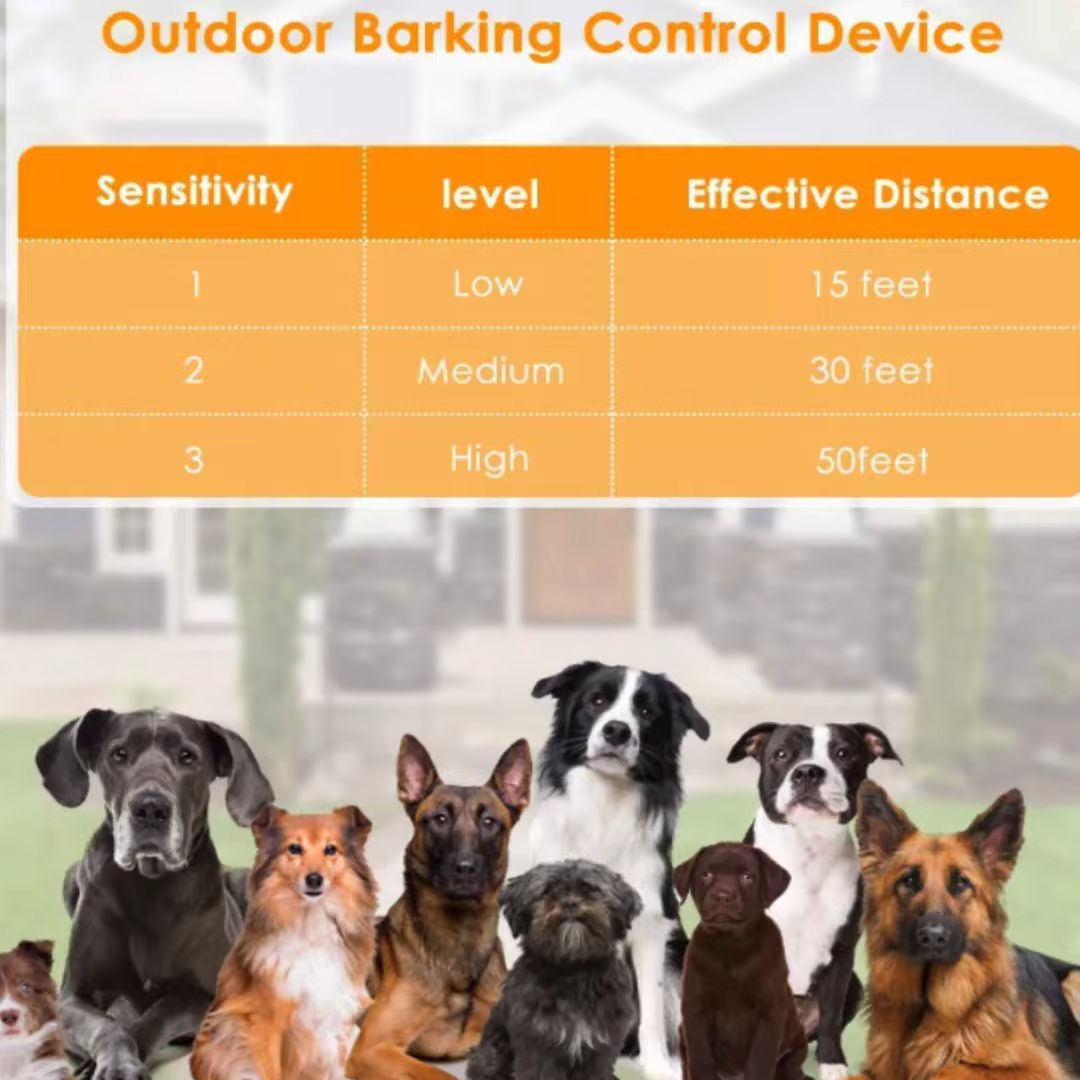 Outdoor Barking Control Device
Sensitivity level Effective Distance
1 Low 15 feet
2 Medium 30 feet
3 High 50feet